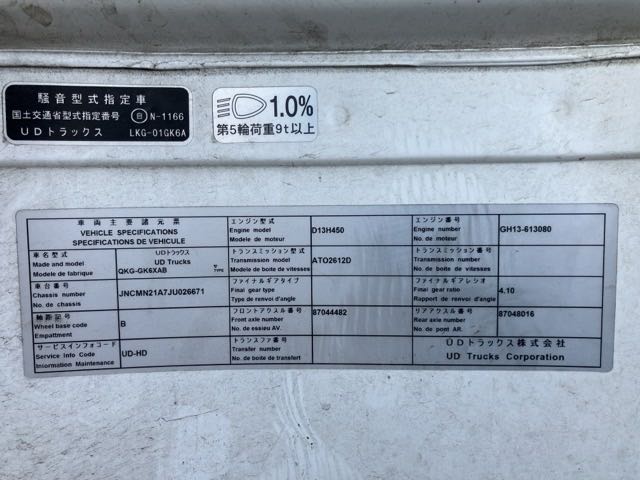 騒音型式指定車
国土交通省型式指定番号 自 N-1166
UDトラックス LKG-01GK6A
1.0%
第5輪荷重9t以上
車両主要諸元票
VEHICLE SPECIFICATIONS
SPECIFICATIONS DE VEHICULE
エンジン型式
Engine model
Modele de moteur
D13H450
エンジン番号
Engine number
No. de moteur
GH13-613080
車名型式
Made and model
Modele de fabrique
UDトラックス
UD Trucks
QKG-GK6XAB
TYPE
トランスミッション型式
Transmission model
Modele de boite de vitesses
ATO2612D
トランスミッション番号
Transmission number
No. de boite de vitesses
車台番号
Chassis number
No. de chassis
JNCMN21A7JU026671
ファイナルギアタイプ
Final gear type
Type de renvoi d'angle
ファイナルギアレシオ
Final gear ratio
Rapport de renvoi d'angle
4.10
軸距記号
Wheel base code
Empattment
B
フロントアクスル番号
Front axle number
No. de essieu AV.
87044482
リアアクスル番号
Rear axle number
No. de pont AR.
87048016
サービスインフォコード
Service Info Code
Information Maintenance
UD-HD
トランスファ番号
Transfer number
No. de boite de transfert
UDトラックス株式会社
UD Trucks Corporation